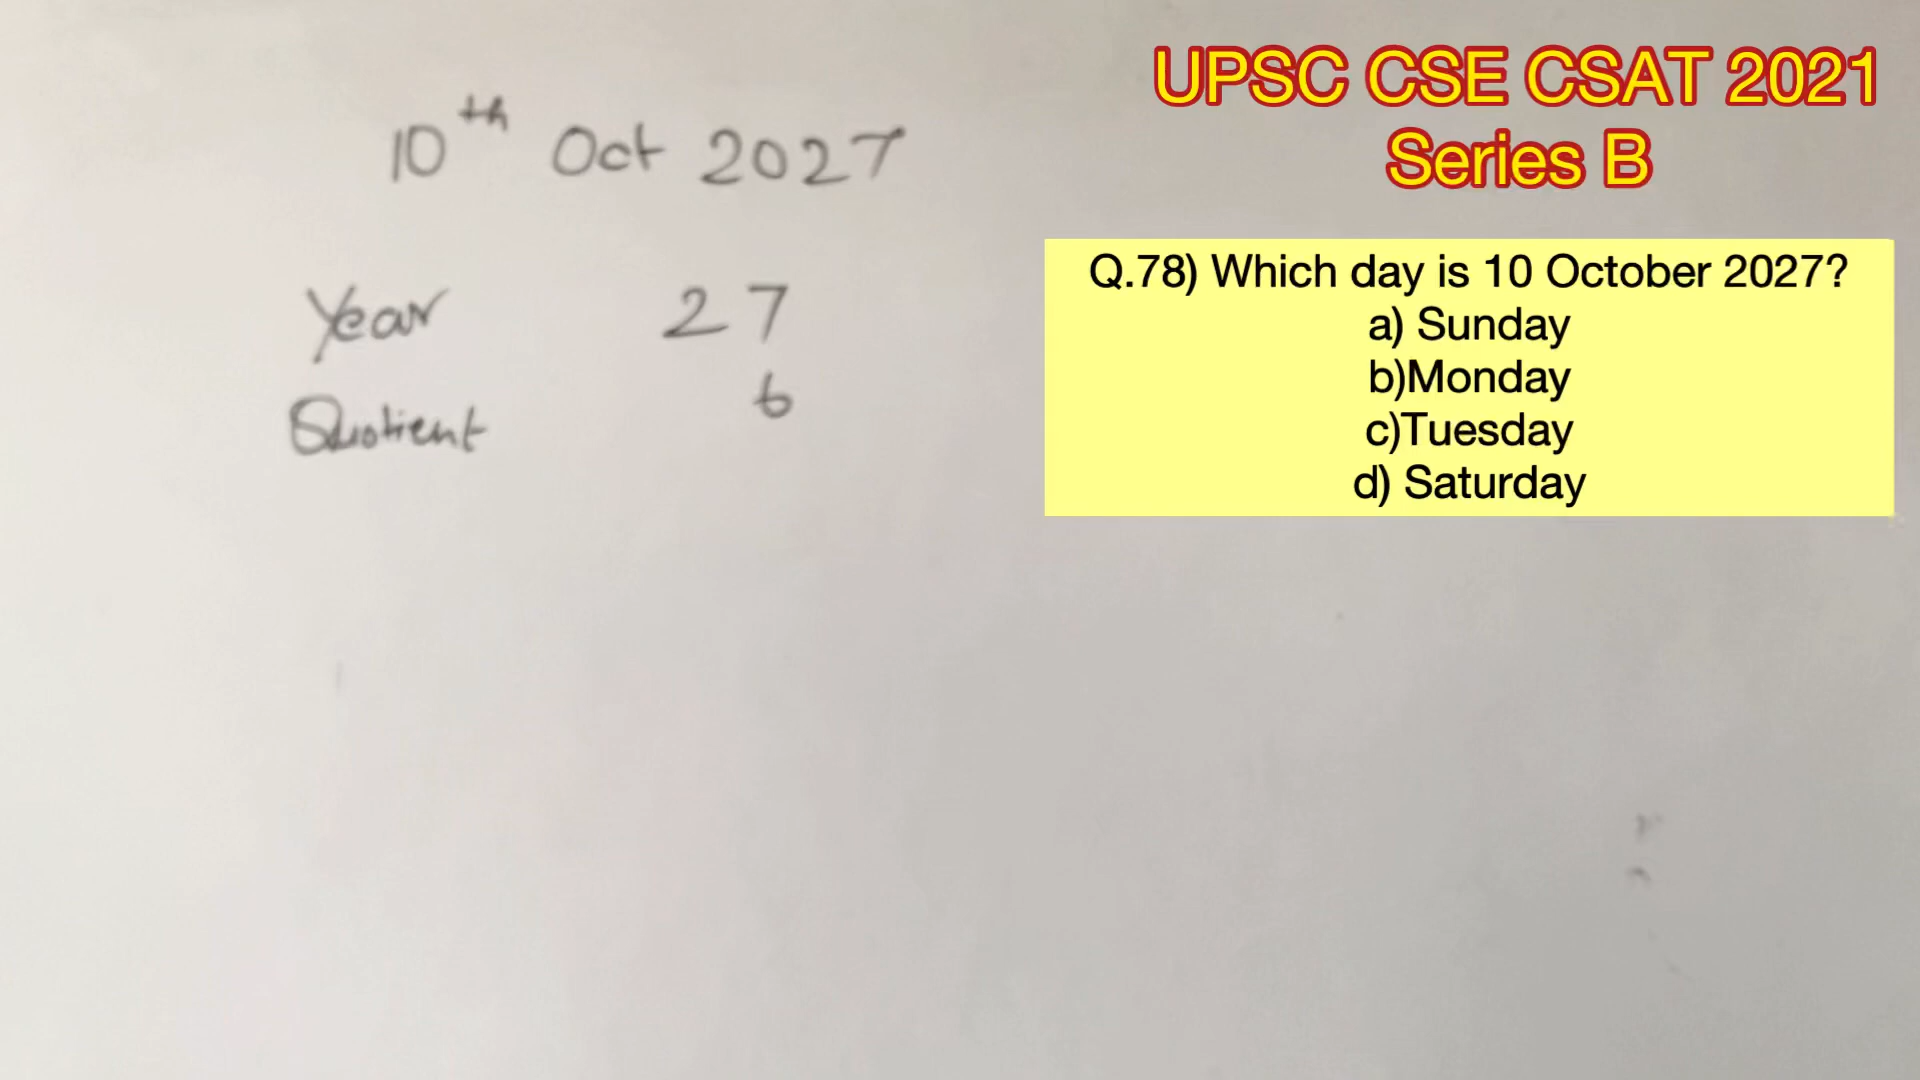 10th Oct 2027
Year 27
Quotient 6
UPSC CSE CSAT 2021
Series B
Q.78) Which day is 10 October 2027?
a) Sunday
b)Monday
c)Tuesday
d) Saturday